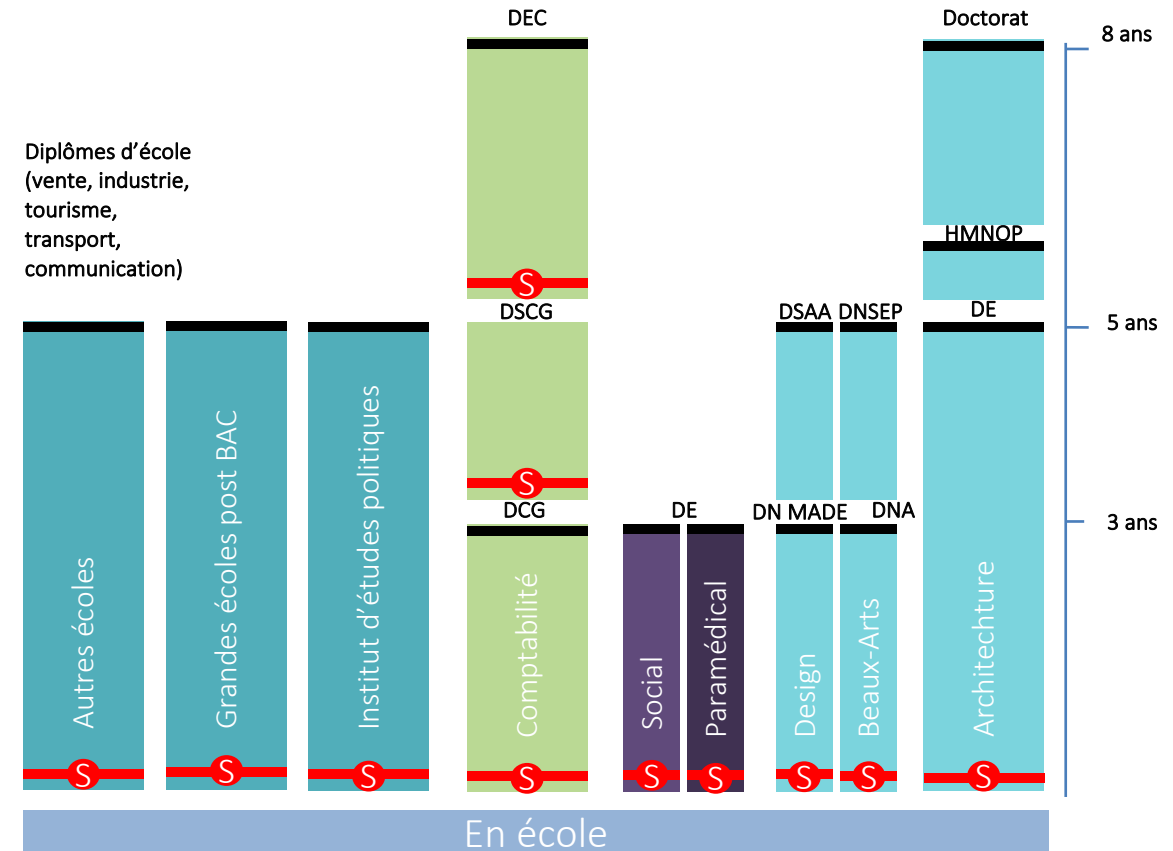 DEC
Doctorat
8 ans
Diplômes d'école
(vente, industrie,
tourisme,
transport,
communication)
HMNOP
S
DSCG
DSAA
DNSEP
DE
5 ans
S
DCG
DE
DN MADE
DNA
3 ans
Autres écoles
Grandes écoles post BAC
Institut d'études politiques
Comptabilité
Social
Paramédical
Design
Beaux-Arts
Architechture
S
S
S
S
S
S
S
S
S
En école